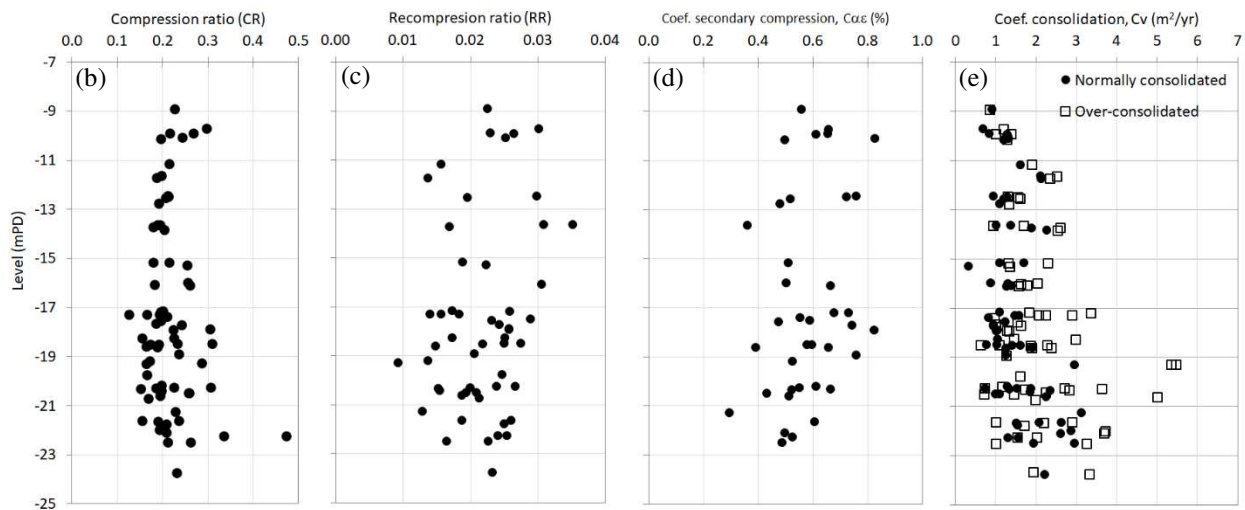 Compression ratio (CR)
0.0 0.1 0.2 0.3 0.4 0.5
Recompresion ratio (RR)
0.00 0.01 0.02 0.03 0.04
Coef. secondary compression, Cαε (%)
0.0 0.2 0.4 0.6 0.8 1.0
Coef. consolidation, Cv (m²/yr)
0 1 2 3 4 5 6 7
Level (mPD)
-7
-9
-11
-13
-15
-17
-19
-21
-23
-25
(b)
(c)
(d)
(e)
Normally consolidated
Over-consolidated